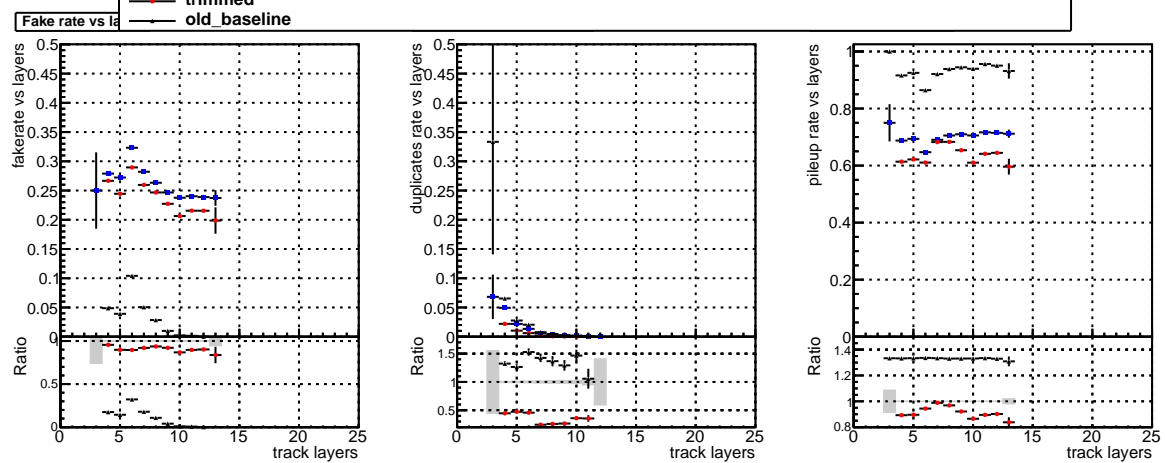 trimmed
old_baseline
Fake rate vs la
fakerate vs layers
0.5
0.45
0.4
0.35
0.3
0.25
0.2
0.15
0.1
0.05
0
Ratio
0.5
0
0 5 10 15 20 25
track layers
duplicates rate vs layers
0.5
0.45
0.4
0.35
0.3
0.25
0.2
0.15
0.1
0.05
0
Ratio
1.5
1
0.5
0 5 10 15 20 25
track layers
pileup rate vs layers
1
0.8
0.6
0.4
0.2
0
Ratio
1.4
1.2
1
0.8
0 5 10 15 20 25
track layers